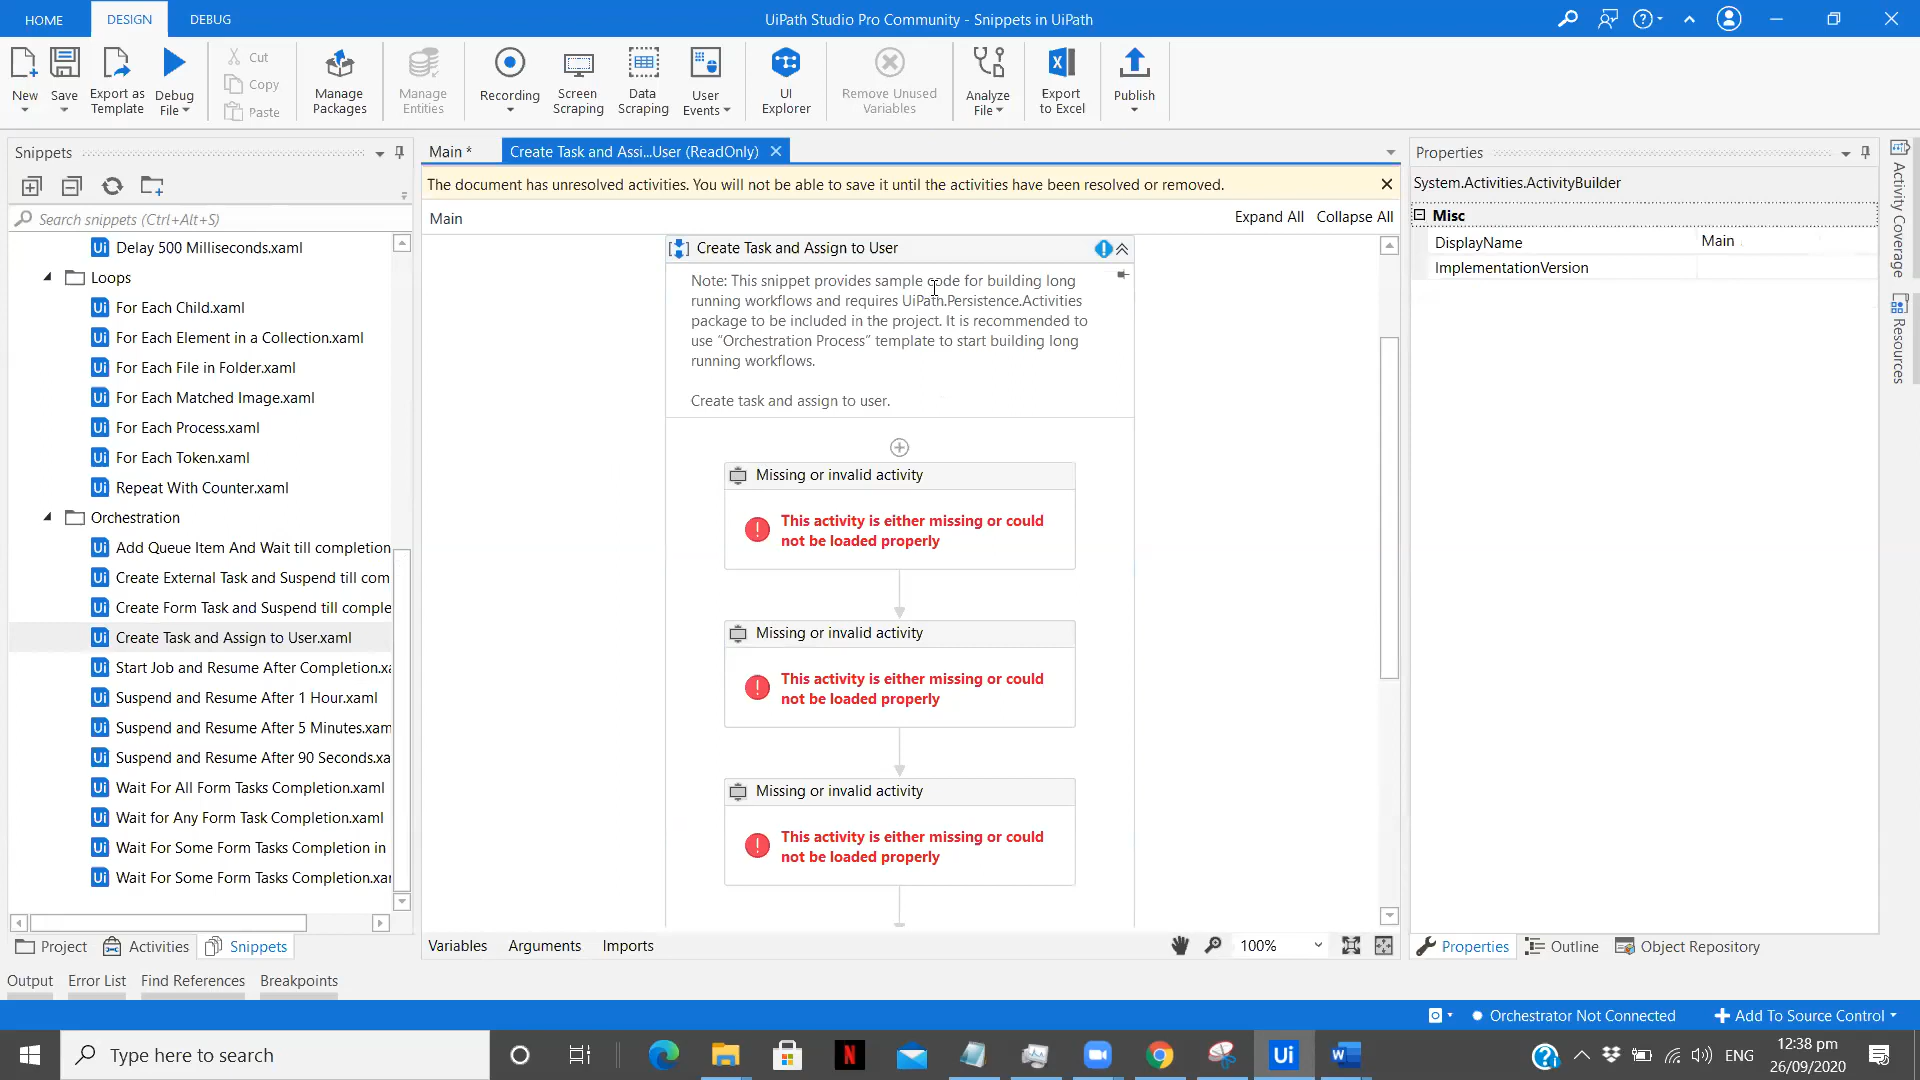 HOME
DESIGN
DEBUG
UiPath Studio Pro Community - Snippets in UiPath
New
Save
Export as
Template
Debug
File
Cut
Copy
Paste
Manage
Packages
Manage
Entities
Recording
Screen
Scraping
Data
Scraping
User
Events
UI
Explorer
Remove Unused
Variables
Analyze
File
Export
to Excel
Publish
Snippets
Search snippets (Ctrl+Alt+S)
Delay 500 Milliseconds.xaml
Loops
For Each Child.xaml
For Each Element in a Collection.xaml
For Each File in Folder.xaml
For Each Matched Image.xaml
For Each Process.xaml
For Each Token.xaml
Repeat With Counter.xaml
Orchestration
Add Queue Item And Wait till completion
Create External Task and Suspend till com
Create Form Task and Suspend till comple
Create Task and Assign to User.xaml
Start Job and Resume After Completion.xa
Suspend and Resume After 1 Hour.xaml
Suspend and Resume After 5 Minutes.xam
Suspend and Resume After 90 Seconds.xa
Wait For All Form Tasks Completion.xaml
Wait for Any Form Task Completion.xaml
Wait For Some Form Tasks Completion in
Wait For Some Form Tasks Completion.xar
Project
Activities
Snippets
Output
Error List
Find References
Breakpoints
Main *
Create Task and Assi...User (ReadOnly)
The document has unresolved activities. You will not be able to save it until the activities have been resolved or removed.
Main
Expand All
Collapse All
Create Task and Assign to User
Note: This snippet provides sample code for building long
running workflows and requires UiPath.Persistence.Activities
package to be included in the project. It is recommended to
use “Orchestration Process” template to start building long
running workflows.
Create task and assign to user.
Missing or invalid activity
This activity is either missing or could
not be loaded properly
Missing or invalid activity
This activity is either missing or could
not be loaded properly
Missing or invalid activity
This activity is either missing or could
not be loaded properly
Variables
Arguments
Imports
100%
Properties
System.Activities.ActivityBuilder
Misc
DisplayName
Main
ImplementationVersion
Properties
Outline
Object Repository
Activity Coverage
Resources
Orchestrator Not Connected
Add To Source Control
Type here to search
ENG
12:38 pm
26/09/2020